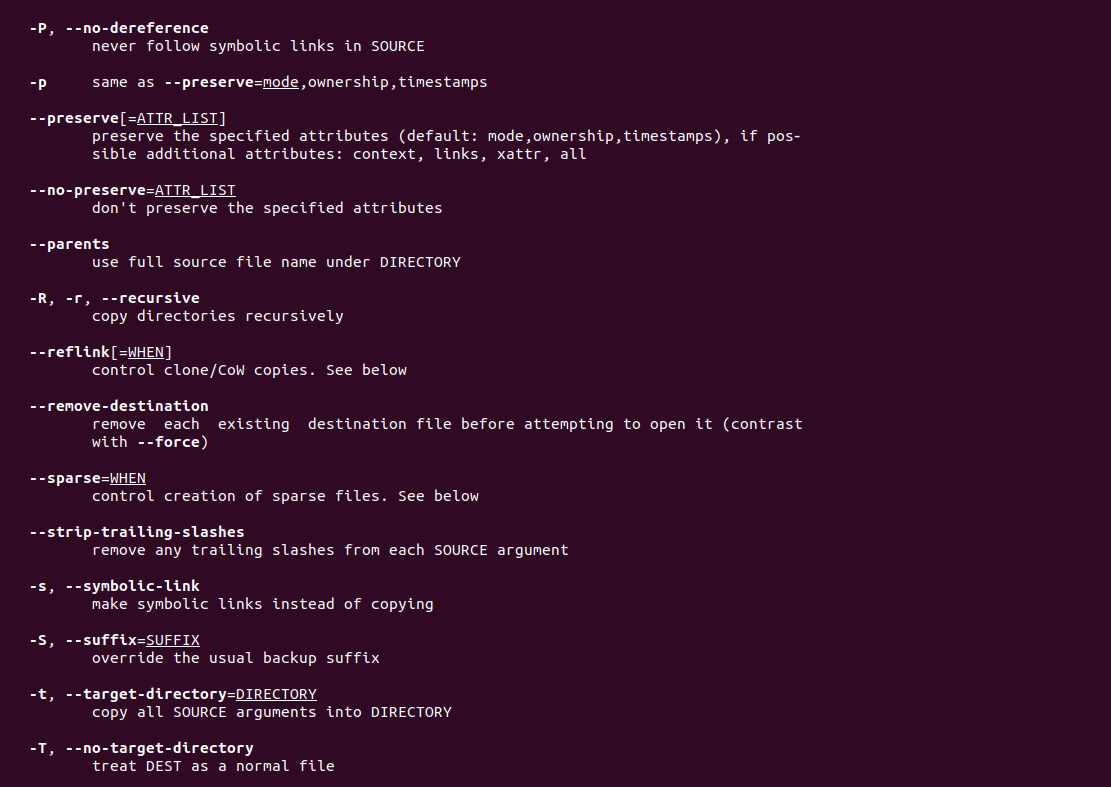 -P, --no-dereference
never follow symbolic links in SOURCE
-p     same as --preserve=mode,ownership,timestamps
--preserve[=ATTR_LIST]
preserve the specified attributes (default: mode,ownership,timestamps), if pos-
sible additional attributes: context, links, xattr, all
--no-preserve=ATTR_LIST
don't preserve the specified attributes
--parents
use full source file name under DIRECTORY
-R, -r, --recursive
copy directories recursively
--reflink[=WHEN]
control clone/CoW copies. See below
--remove-destination
remove  each  existing  destination file before attempting to open it (contrast
with --force)
--sparse=WHEN
control creation of sparse files. See below
--strip-trailing-slashes
remove any trailing slashes from each SOURCE argument
-s, --symbolic-link
make symbolic links instead of copying
-S, --suffix=SUFFIX
override the usual backup suffix
-t, --target-directory=DIRECTORY
copy all SOURCE arguments into DIRECTORY
-T, --no-target-directory
treat DEST as a normal file